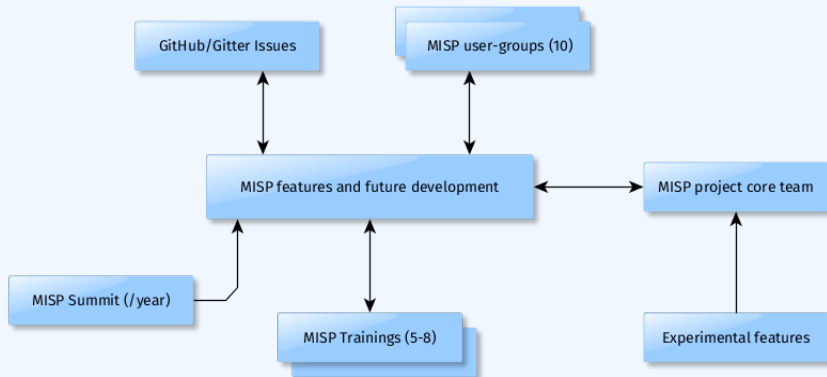 GitHub/Gitter Issues
MISP user-groups (10)
MISP features and future development
MISP project core team
MISP Summit (/year)
MISP Trainings (5-8)
Experimental features